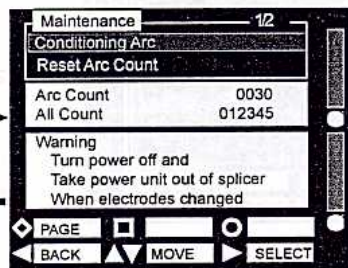 Maintenance 1/2
Conditioning Arc
Reset Arc Count
Arc Count 0030
All Count 012345
Warning
Turn power off and
Take power unit out of splicer
When electrodes changed
PAGE
BACK MOVE SELECT